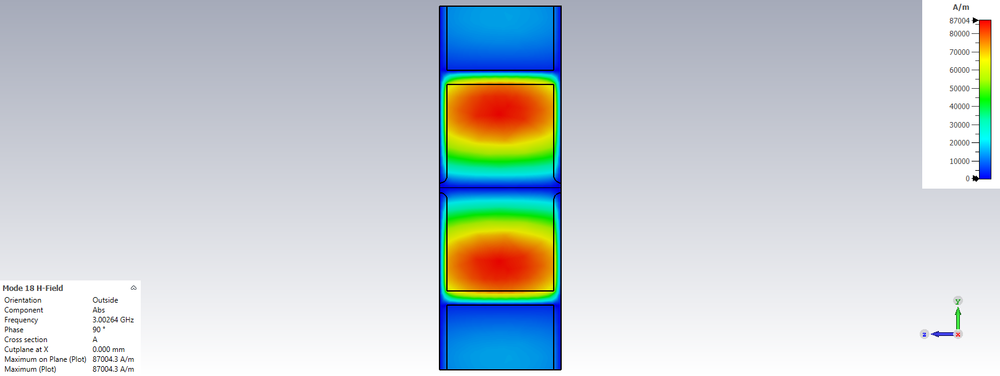 A/m
87004
80000
70000
60000
50000
40000
30000
20000
10000
0
Mode 18 H-Field
Orientation Outside
Component Abs
Frequency 3.00264 GHz
Phase 90 °
Cross section A
Cutplane at X 0.000 mm
Maximum on Plane (Plot) 87004.3 A/m
Maximum (Plot) 87004.3 A/m
y
z x